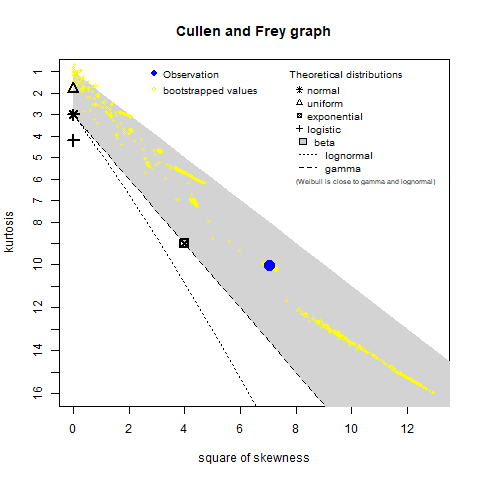 Cullen and Frey graph
Observation
bootstrapped values
Theoretical distributions
normal
uniform
exponential
logistic
beta
lognormal
gamma
(Weibull is close to gamma and lognormal)
kurtosis
1
2
3
4
5
6
8
10
12
14
16
0 2 4 6 8 10 12
square of skewness